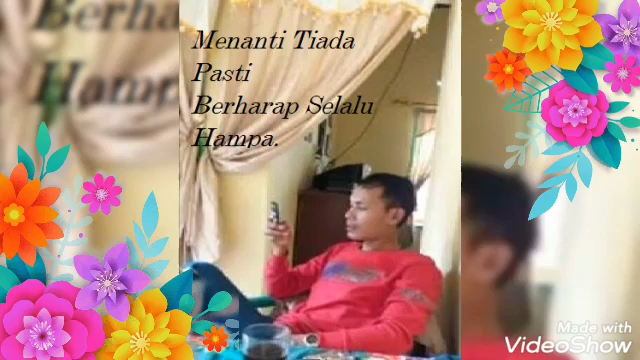 Menanti Tiada
Pasti
Berharap Selalu
Hampa.
Made with
VideoShow